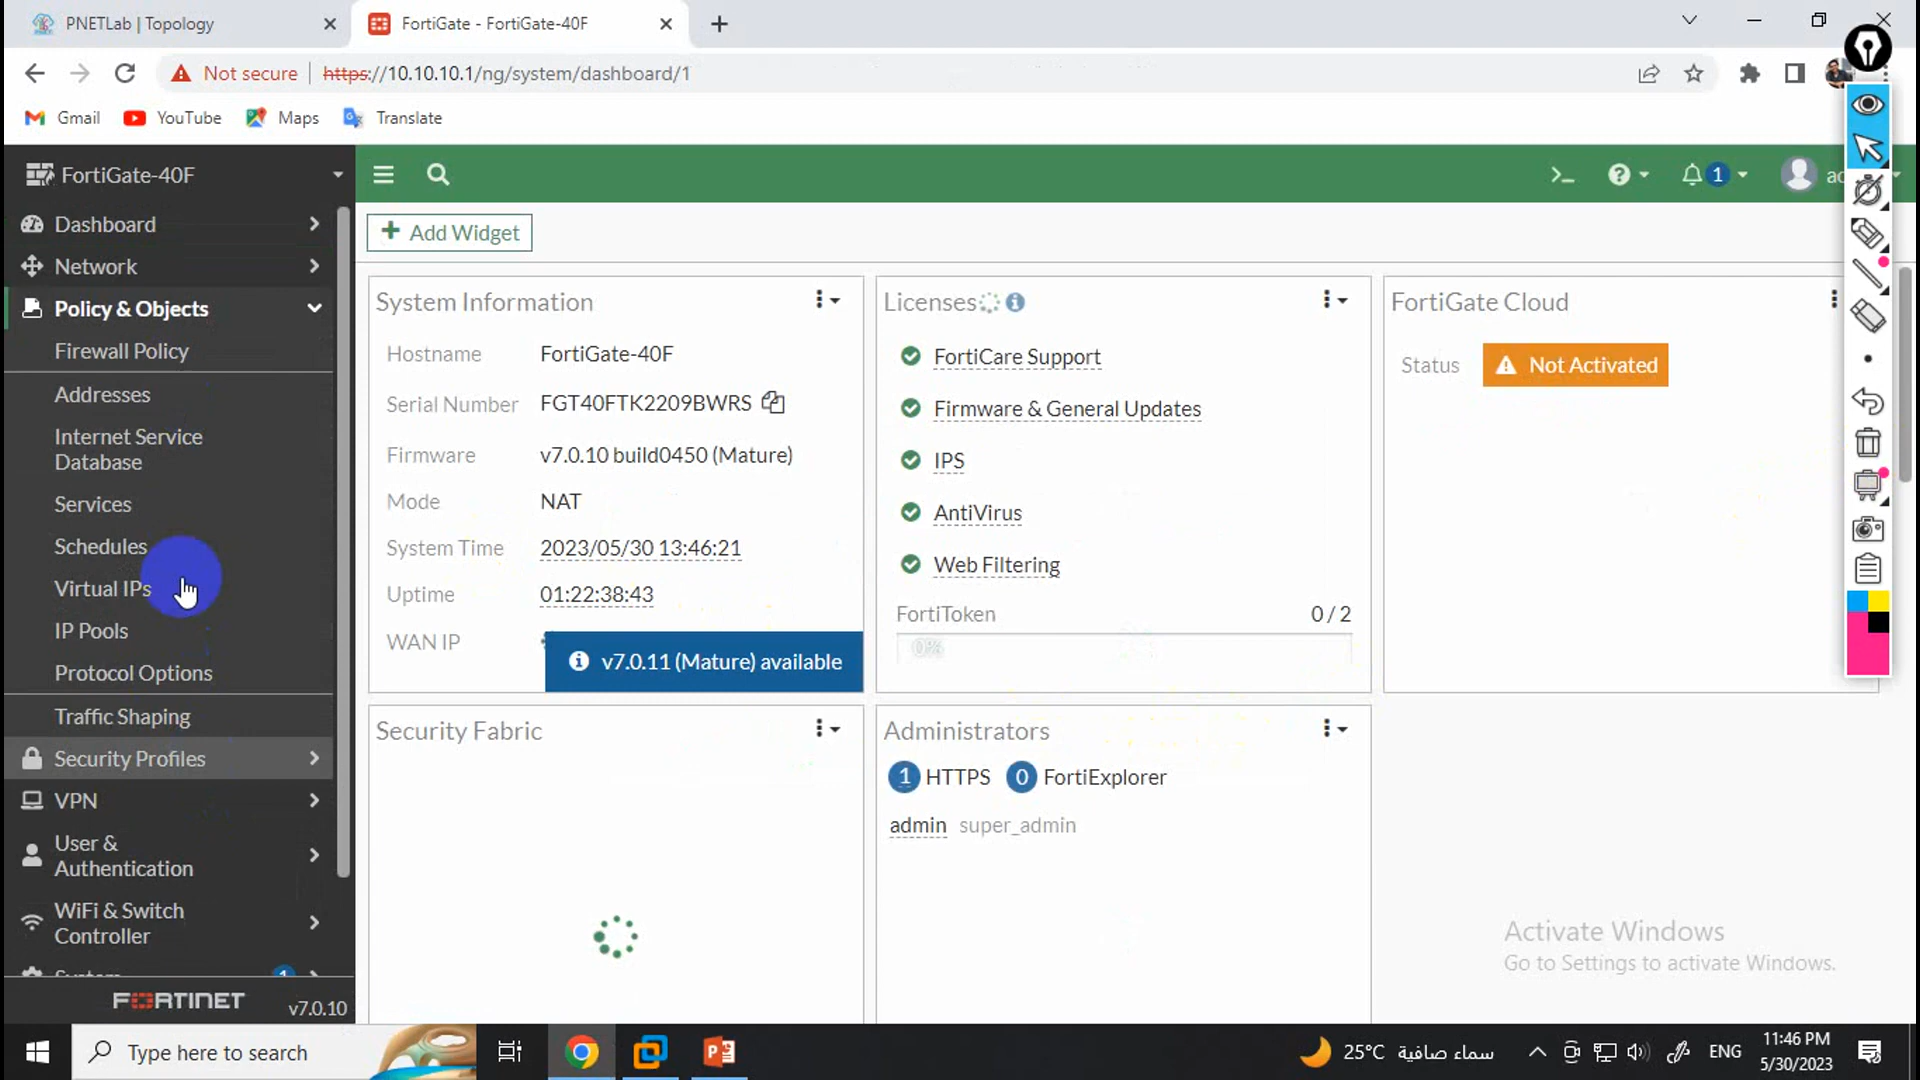 PNETLab | Topology
FortiGate - FortiGate-40F
Not secure
https://10.10.10.1/ng/system/dashboard/1
Gmail
YouTube
Maps
Translate
FortiGate-40F
1
Add Widget
Dashboard
Network
Policy & Objects
Firewall Policy
Addresses
Internet Service
Database
Services
Schedules
Virtual IPs
IP Pools
Protocol Options
Traffic Shaping
Security Profiles
VPN
User &
Authentication
WiFi & Switch
Controller
System
1
FORTINET
v7.0.10
System Information
Hostname FortiGate-40F
Serial Number FGT40FTK2209BWRS
Firmware v7.0.10 build0450 (Mature)
Mode NAT
System Time 2023/05/30 13:46:21
Uptime 01:22:38:43
WAN IP
v7.0.11 (Mature) available
Licenses
FortiCare Support
Firmware & General Updates
IPS
AntiVirus
Web Filtering
FortiToken 0 / 2
0%
FortiGate Cloud
Status Not Activated
Security Fabric
Administrators
1 HTTPS 0 FortiExplorer
admin super_admin
Activate Windows
Go to Settings to activate Windows.
Type here to search
25°C سماء صافية
ENG
11:46 PM
5/30/2023